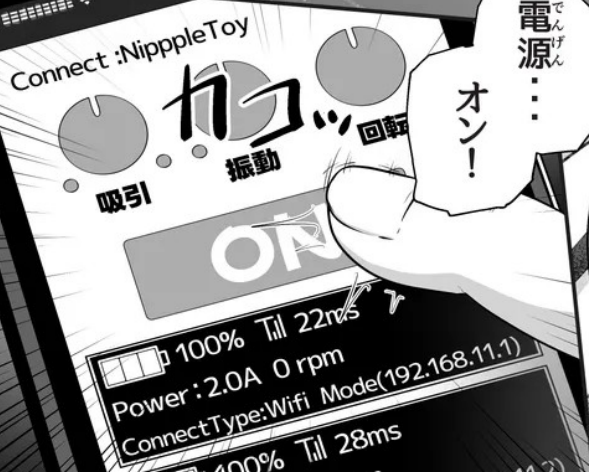 電源・・・
オン！
Connect :NipppleToy
カコッ
吸引
振動
回転
ON
100% 22ms
Power:2.0A 0 rpm
ConnectType:Wifi Mode(192.168.11.1)
100% 28ms